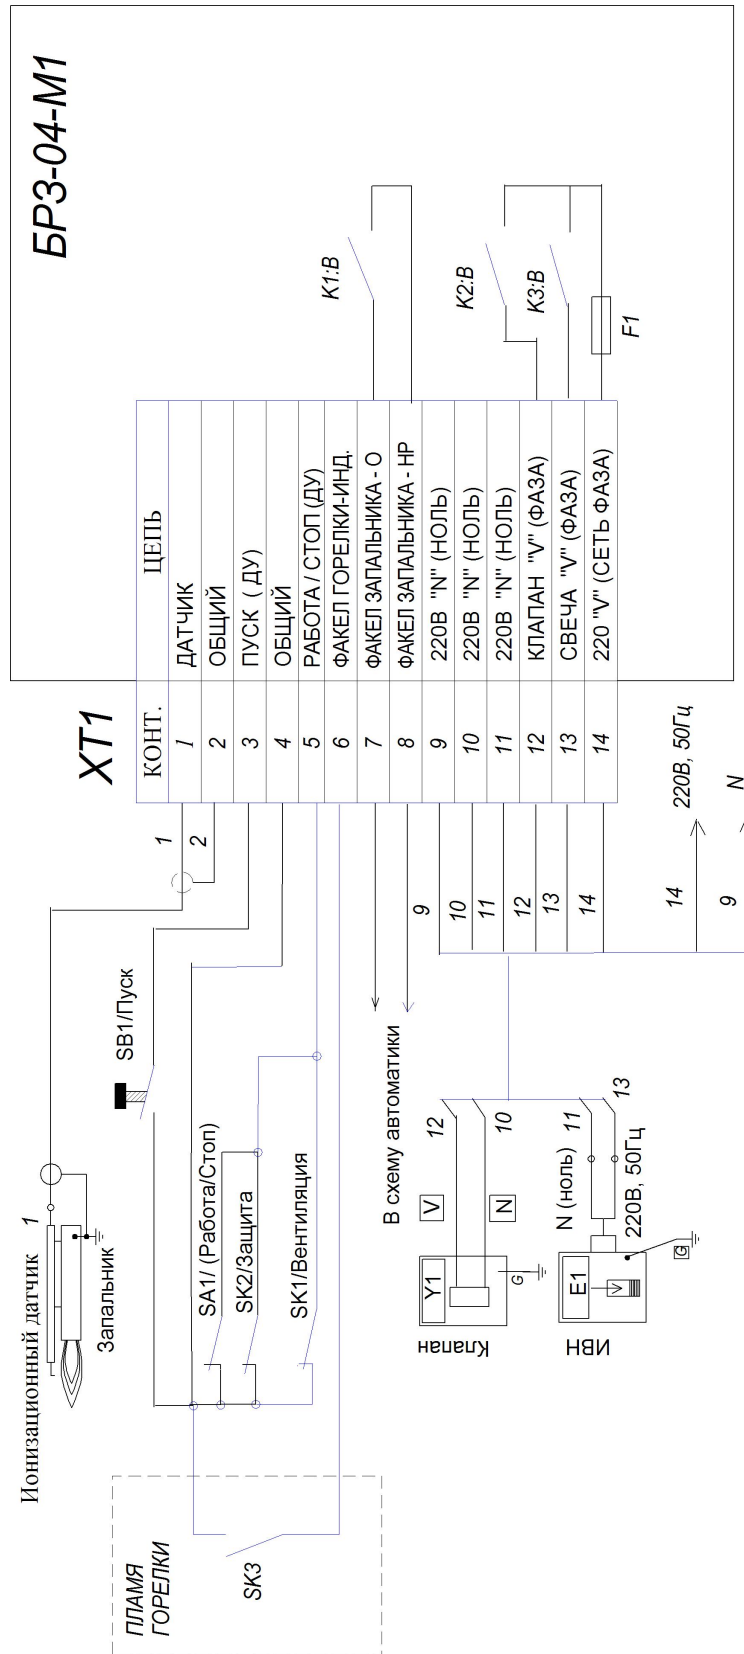 БРЗ-04-М1
ХТ1
КОНТ. ЦЕПЬ
1 ДАТЧИК
2 ОБЩИЙ
3 ПУСК ( ДУ)
4 ОБЩИЙ
5 РАБОТА / СТОП (ДУ)
6 ФАКЕЛ ГОРЕЛКИ-ИНД.
7 ФАКЕЛ ЗАПАЛЬНИКА - О
8 ФАКЕЛ ЗАПАЛЬНИКА - НР
9 220В "N" (НОЛЬ)
10 220В "N" (НОЛЬ)
11 220В "N" (НОЛЬ)
12 КЛАПАН "V" (ФАЗА)
13 СВЕЧА "V" (ФАЗА)
14 220 "V" (СЕТЬ ФАЗА)
K1:B
K2:B
K3:B
F1
Ионизационный датчик 1
Запальник
1
2
SB1/Пуск
SA1/ (Работа/Стоп)
SK2/Защита
SK1/Вентиляция
ПЛАМЯ
ГОРЕЛКИ
SK3
В схему автоматики
9
10
11
12
13
14
14
220В, 50Гц
9
N
12
V
N
10
Y1
G
Клапан
11
13
N (ноль)
220В, 50Гц
E1
V
G
ИВН